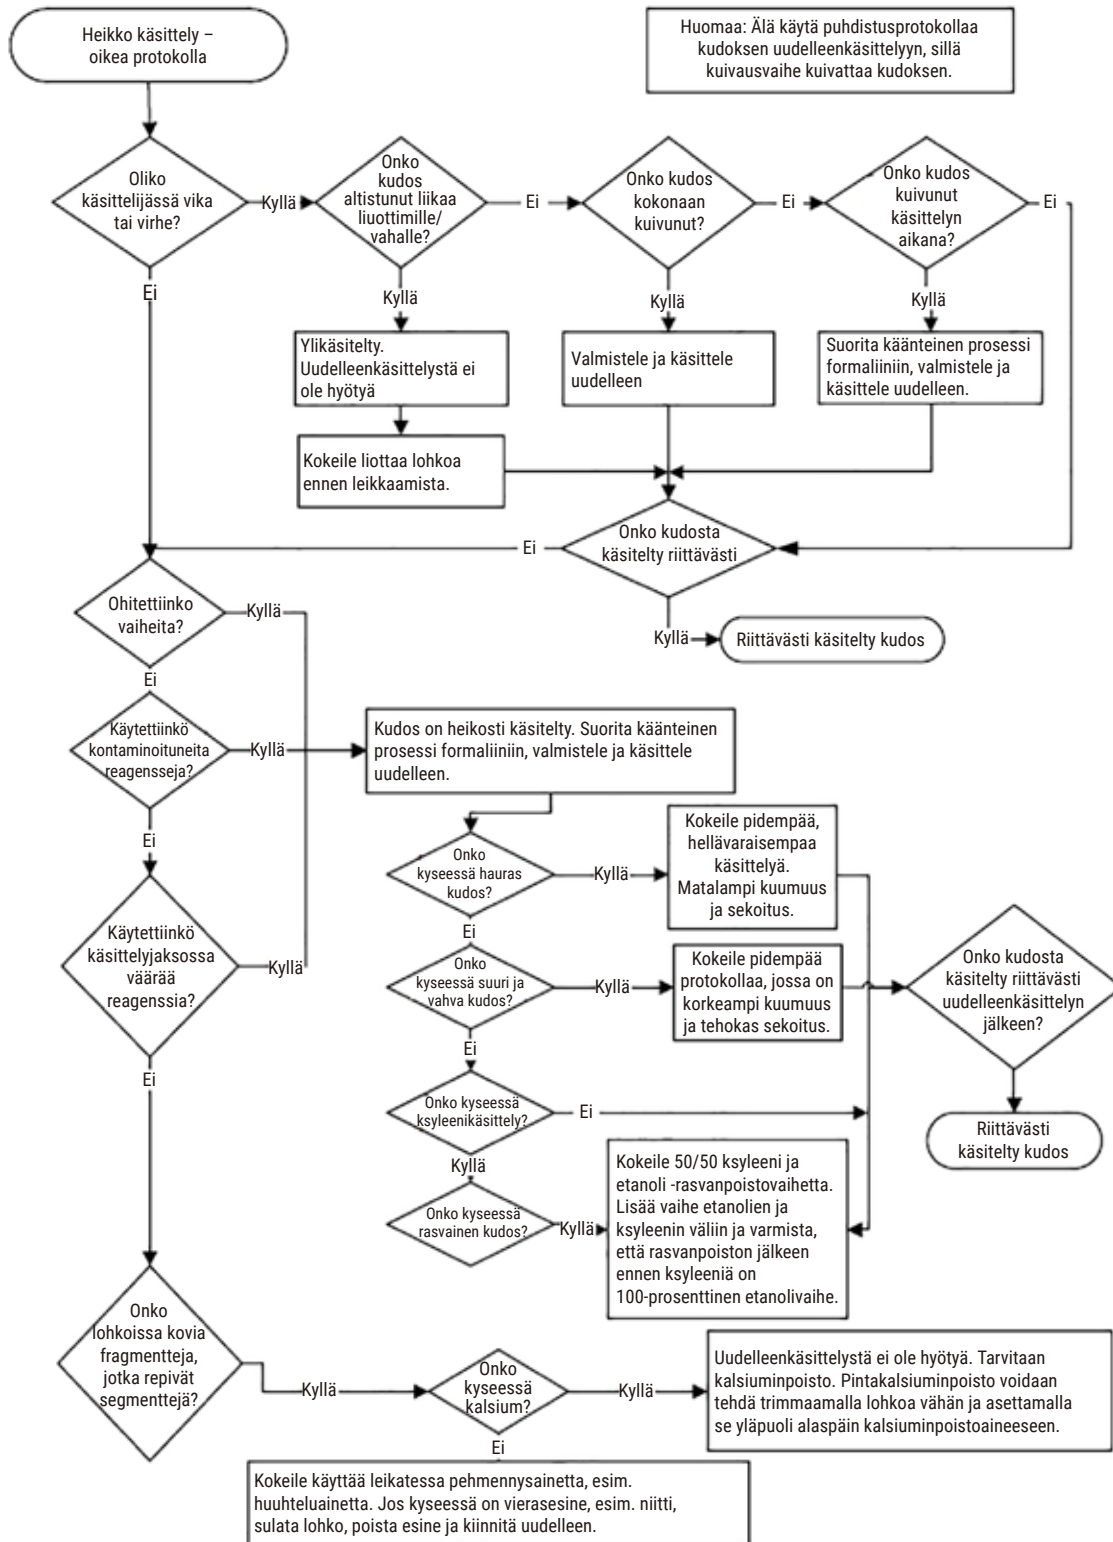 Heikko käsittely –
oikea protokolla
Huomaa: Älä käytä puhdistusprotokollaa
kudoksen uudelleenkäsittelyyn, sillä
kuivausvaihe kuivattaa kudoksen.
Oliko
käsittelijässä vika
tai virhe?
Kyllä
Onko
kudos
altistunut liikaa
liuottimille/
vahalle?
Ei
Onko kudos
kokonaan
kuivunut?
Ei
Onko kudos
kuivunut
käsittelyn
aikana?
Ei
Ei
Kyllä
Kyllä
Kyllä
Ylikäsitelty.
Uudelleenkäsittelystä ei
ole hyötyä
Valmistele ja käsittele
uudelleen
Suorita käänteinen prosessi
formaliiniin, valmistele ja
käsittele uudelleen.
Kokeile liottaa lohkoa
ennen leikkaamista.
Onko kudosta
käsitelty riittävästi
Ei
Kyllä
Riittävästi käsitelty kudos
Ohitettiinko
vaiheita?
Kyllä
Ei
Käytettiinkö
kontaminoituneita
reagensseja?
Kyllä
Kudos on heikosti käsitelty. Suorita käänteinen
prosessi formaliiniin, valmistele ja käsittele
uudelleen.
Ei
Käytettiinkö
käsittelyjaksossa
väärää
reagenssia?
Kyllä
Ei
Onko
kyseessä hauras
kudos?
Kyllä
Kokeile pidempää,
hellävaraisempaa
käsittelyä.
Matalampi kuumuus
ja sekoitus.
Ei
Onko
kyseessä suuri ja
vahva kudos?
Kyllä
Kokeile pidempää
protokollaa, jossa on
korkeampi kuumuus
ja tehokas sekoitus.
Onko kudosta
käsitelty riittävästi
uudelleenkäsittelyn
jälkeen?
Ei
Onko kyseessä
ksyleenikäsittely?
Ei
Riittävästi
käsitelty kudos
Kyllä
Onko kyseessä
rasvainen kudos?
Kyllä
Kokeile 50/50 ksyleeni ja
etanoli -rasvanpoistovaihetta.
Lisää vaihe etanolien ja
ksyleenin väliin ja varmista,
että rasvanpoiston jälkeen
ennen ksyleeniä on
100-prosenttinen etanolivaihe.
Onko
lohkoissa kovia
fragmentteja,
jotka repivät
segmenttejä?
Kyllä
Onko
kyseessä
kalsium?
Kyllä
Uudelleenkäsittelystä ei ole hyötyä. Tarvitaan
kalsiuminpoisto. Pintakalsiuminpoisto voidaan
tehdä trimmaamalla lohkoa vähän ja asettamalla
se yläpuoli alaspäin kalsiuminpoistoaineeseen.
Ei
Kokeile käyttää leikatessa pehmennysainetta, esim.
huuhteluainetta. Jos kyseessä on vierasesine, esim. niitti,
sulata lohko, poista esine ja kiinnitä uudelleen.